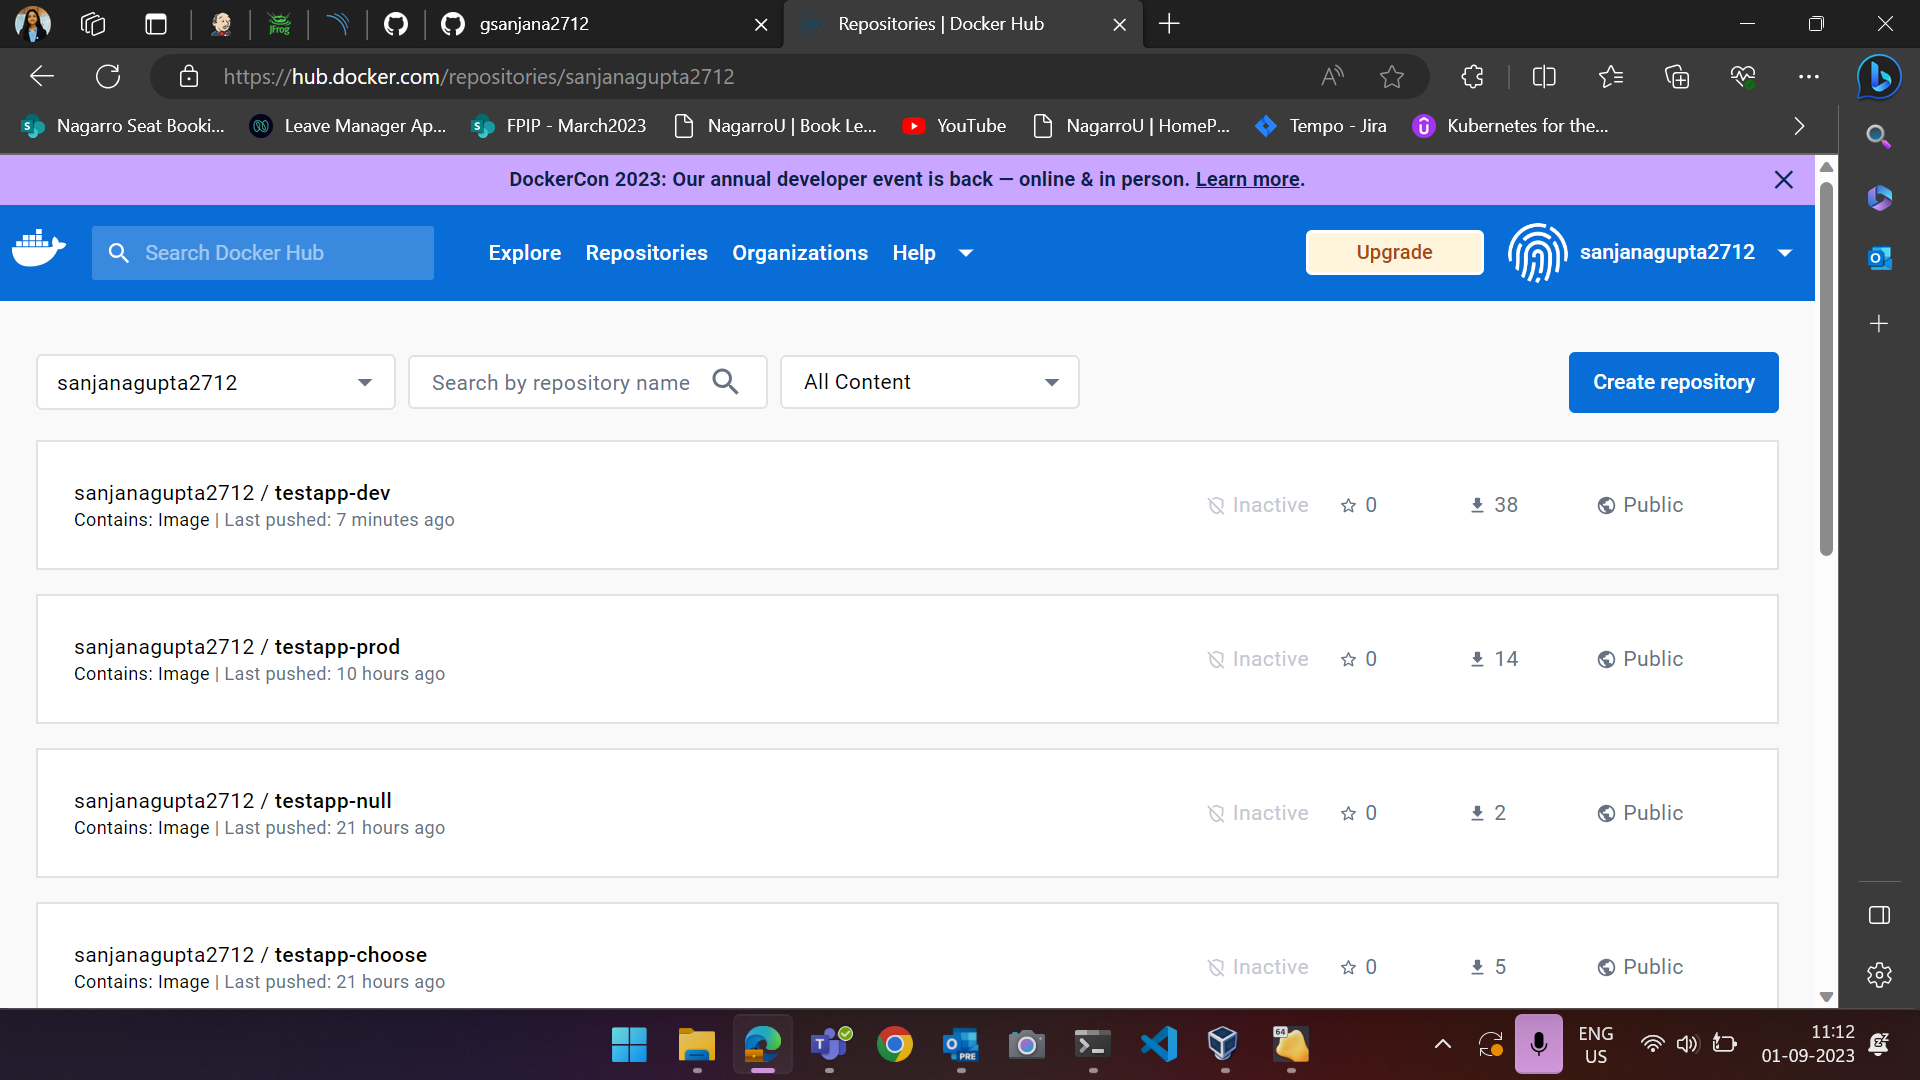 gsanjana2712
Repositories | Docker Hub
https://hub.docker.com/repositories/sanjanagupta2712
Nagarro Seat Booki...
Leave Manager Ap...
FPIP - March2023
NagarroU | Book Le...
YouTube
NagarroU | HomeP...
Tempo - Jira
Kubernetes for the...
DockerCon 2023: Our annual developer event is back — online & in person. Learn more.
Search Docker Hub
Explore
Repositories
Organizations
Help
Upgrade
sanjanagupta2712
sanjanagupta2712
Search by repository name
All Content
Create repository
sanjanagupta2712 / testapp-dev
Contains: Image | Last pushed: 7 minutes ago
Inactive
0
38
Public
sanjanagupta2712 / testapp-prod
Contains: Image | Last pushed: 10 hours ago
Inactive
0
14
Public
sanjanagupta2712 / testapp-null
Contains: Image | Last pushed: 21 hours ago
Inactive
0
2
Public
sanjanagupta2712 / testapp-choose
Contains: Image | Last pushed: 21 hours ago
Inactive
0
5
Public
PRE
64
ENG
US
11:12
01-09-2023